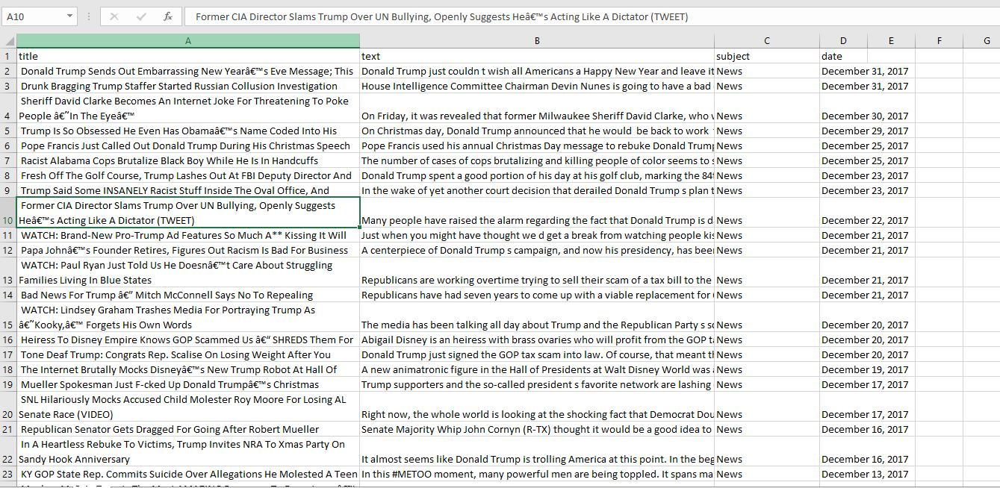 A10
fx
Former CIA Director Slams Trump Over UN Bullying, Openly Suggests Heâ€™s Acting Like A Dictator (TWEET)
A B C D E F G
1 title text subject date
2 Donald Trump Sends Out Embarrassing New Yearâ€™s Eve Message; This Donald Trump just couldn t wish all Americans a Happy New Year and leave it News December 31, 2017
3 Drunk Bragging Trump Staffer Started Russian Collusion Investigation House Intelligence Committee Chairman Devin Nunes is going to have a bad News December 31, 2017
Sheriff David Clarke Becomes An Internet Joke For Threatening To Poke
4 People â€˜In The Eyeâ€™ On Friday, it was revealed that former Milwaukee Sheriff David Clarke, who News December 30, 2017
5 Trump Is So Obsessed He Even Has Obamaâ€™s Name Coded Into His On Christmas day, Donald Trump announced that he would be back to work News December 29, 2017
6 Pope Francis Just Called Out Donald Trump During His Christmas Speech Pope Francis used his annual Christmas Day message to rebuke Donald Trump News December 25, 2017
7 Racist Alabama Cops Brutalize Black Boy While He Is In Handcuffs The number of cases of cops brutalizing and killing people of color seems to News December 25, 2017
8 Fresh Off The Golf Course, Trump Lashes Out At FBI Deputy Director And Donald Trump spent a good portion of his day at his golf club, marking the 84t News December 23, 2017
9 Trump Said Some INSANELY Racist Stuff Inside The Oval Office, And In the wake of yet another court decision that derailed Donald Trump s plan t News December 23, 2017
Former CIA Director Slams Trump Over UN Bullying, Openly Suggests
10 Heâ€™s Acting Like A Dictator (TWEET) Many people have raised the alarm regarding the fact that Donald Trump is d News December 22, 2017
11 WATCH: Brand-New Pro-Trump Ad Features So Much A** Kissing It Will Just when you might have thought we d get a break from watching people kis News December 21, 2017
12 Papa Johnâ€™s Founder Retires, Figures Out Racism Is Bad For Business A centerpiece of Donald Trump s campaign, and now his presidency, has bee News December 21, 2017
WATCH: Paul Ryan Just Told Us He Doesnâ€™t Care About Struggling
13 Families Living In Blue States Republicans are working overtime trying to sell their scam of a tax bill to the News December 21, 2017
14 Bad News For Trump â€” Mitch McConnell Says No To Repealing Republicans have had seven years to come up with a viable replacement for News December 21, 2017
WATCH: Lindsey Graham Trashes Media For Portraying Trump As
15 â€˜Kooky,â€™ Forgets His Own Words The media has been talking all day about Trump and the Republican Party s sc News December 20, 2017
16 Heiress To Disney Empire Knows GOP Scammed Us â€“ SHREDS Them For Abigail Disney is an heiress with brass ovaries who will profit from the GOP ta News December 20, 2017
17 Tone Deaf Trump: Congrats Rep. Scalise On Losing Weight After You Donald Trump just signed the GOP tax scam into law. Of course, that meant th News December 20, 2017
18 The Internet Brutally Mocks Disneyâ€™s New Trump Robot At Hall Of A new animatronic figure in the Hall of Presidents at Walt Disney World was News December 19, 2017
19 Mueller Spokesman Just F-cked Up Donald Trumpâ€™s Christmas Trump supporters and the so-called president s favorite network are lashing News December 17, 2017
SNL Hilariously Mocks Accused Child Molester Roy Moore For Losing AL
20 Senate Race (VIDEO) Right now, the whole world is looking at the shocking fact that Democrat Dou News December 17, 2017
21 Republican Senator Gets Dragged For Going After Robert Mueller Senate Majority Whip John Cornyn (R-TX) thought it would be a good idea to News December 16, 2017
In A Heartless Rebuke To Victims, Trump Invites NRA To Xmas Party On
22 Sandy Hook Anniversary It almost seems like Donald Trump is trolling America at this point. In the beg News December 16, 2017
23 KY GOP State Rep. Commits Suicide Over Allegations He Molested A Teen In this #METOO moment, many powerful men are being toppled. It spans ma News December 13, 2017